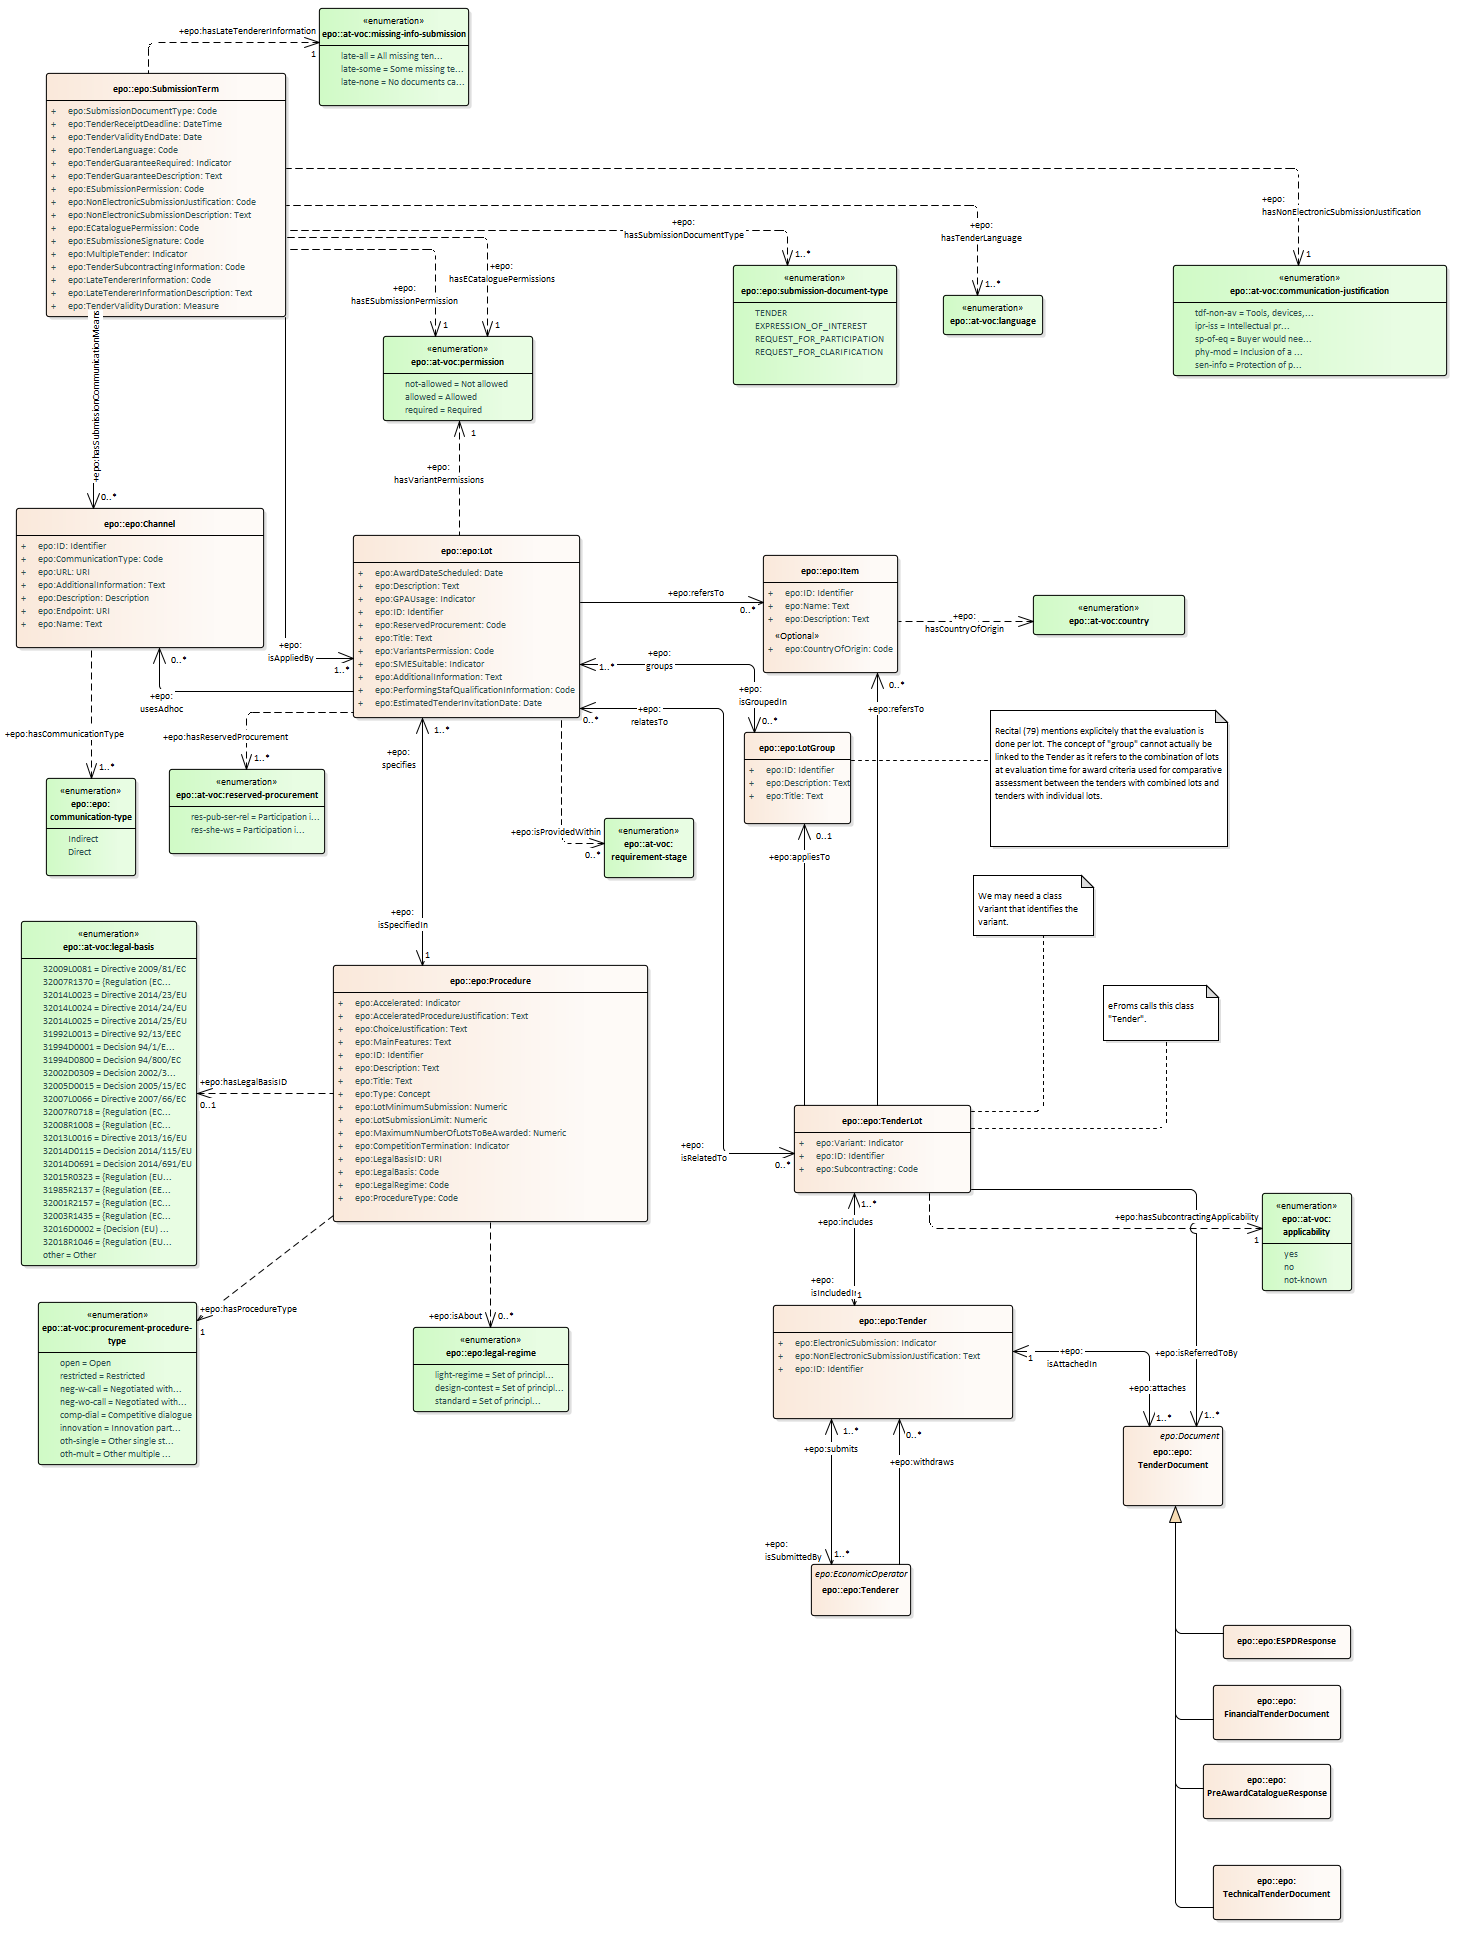 +epo:hasLateTendererInformation
1
«enumeration»
epo::at-voc:missing-info-submission
late-all = All missing ten...
late-some = Some missing te...
late-none = No documents ca...
epo::epo:SubmissionTerm
+ epo:SubmissionDocumentType: Code
+ epo:TenderReceiptDeadline: DateTime
+ epo:TenderValidityEndDate: Date
+ epo:TenderLanguage: Code
+ epo:TenderGuaranteeRequired: Indicator
+ epo:TenderGuaranteeDescription: Text
+ epo:ESubmissionPermission: Code
+ epo:NonElectronicSubmissionJustification: Code
+ epo:NonElectronicSubmissionDescription: Text
+ epo:ECataloguePermission: Code
+ epo:ESubmissioneSignature: Code
+ epo:MultipleTender: Indicator
+ epo:TenderSubcontractingInformation: Code
+ epo:LateTendererInformation: Code
+ epo:LateTendererInformationDescription: Text
+ epo:TenderValidityDuration: Measure
+epo:
hasNonElectronicSubmissionJustification
1
+epo:
hasTenderLanguage
1..*
+epo:
hasSubmissionDocumentType
1..*
+epo:
hasECataloguePermissions
1
+epo:
hasESubmissionPermission
1
«enumeration»
epo::epo:submission-document-type
TENDER
EXPRESSION_OF_INTEREST
REQUEST_FOR_PARTICIPATION
REQUEST_FOR_CLARIFICATION
«enumeration»
epo::at-voc:language
«enumeration»
epo::at-voc:communication-justification
tdf-non-av = Tools, devices,...
ipr-iss = Intellectual pr...
sp-of-eq = Buyer would nee...
phy-mod = Inclusion of a ...
sen-info = Protection of p...
«enumeration»
epo::at-voc:permission
not-allowed = Not allowed
allowed = Allowed
required = Required
+epo:hasSubmissionCommunicationMeans
0..*
1
+epo:
hasVariantPermissions
epo::epo:Channel
+ epo:ID: Identifier
+ epo:CommunicationType: Code
+ epo:URL: URI
+ epo:AdditionalInformation: Text
+ epo:Description: Description
+ epo:Endpoint: URI
+ epo:Name: Text
epo::epo:Lot
+ epo:AwardDateScheduled: Date
+ epo:Description: Text
+ epo:GPAUsage: Indicator
+ epo:ID: Identifier
+ epo:ReservedProcurement: Code
+ epo:Title: Text
+ epo:VariantsPermission: Code
+ epo:SMESuitable: Indicator
+ epo:AdditionalInformation: Text
+ epo:PerformingStafQualificationInformation: Code
+ epo:EstimatedTenderInvitationDate: Date
+epo:refersTo
0..*
epo::epo:Item
+ epo:ID: Identifier
+ epo:Name: Text
+ epo:Description: Text
«Optional»
+ epo:CountryOfOrigin: Code
+epo:
hasCountryOfOrigin
«enumeration»
epo::at-voc:country
+epo:
isAppliedBy
1..*
0..*
+epo:
usesAdhoc
1..*
+epo:
groups
+epo:
isGroupedIn
0..*
+epo:
relatesTo
0..*
0..*
+epo:refersTo
+epo:hasCommunicationType
1..*
+epo:hasReservedProcurement
1..*
1..*
+epo:
specifies
epo::epo:LotGroup
+ epo:ID: Identifier
+ epo:Description: Text
+ epo:Title: Text
Recital (79) mentions explicitely that the evaluation is
done per lot. The concept of "group" cannot actually be
linked to the Tender as it refers to the combination of lots
at evaluation time for award criteria used for comparative
assessment between the tenders with combined lots and
tenders with individual lots.
«enumeration»
epo::epo:
communication-type
Indirect
Direct
«enumeration»
epo::at-voc:reserved-procurement
res-pub-ser-rel = Participation i...
res-she-ws = Participation i...
+epo:isProvidedWithin
0..*
«enumeration»
epo::at-voc:
requirement-stage
0..1
+epo:appliesTo
We may need a class
Variant that identifies the
variant.
+epo:
isSpecifiedIn
1
«enumeration»
epo::at-voc:legal-basis
32009L0081 = Directive 2009/81/EC
32007R1370 = {Regulation (EC...
32014L0023 = Directive 2014/23/EU
32014L0024 = Directive 2014/24/EU
32014L0025 = Directive 2014/25/EU
31992L0013 = Directive 92/13/EEC
31994D0001 = Decision 94/1/E...
31994D0800 = Decision 94/800/EC
32002D0309 = Decision 2002/3...
32005D0015 = Decision 2005/15/EC
32007L0066 = Directive 2007/66/EC
32007R0718 = {Regulation (EC...
32008R1008 = {Regulation (EC...
32013L0016 = Directive 2013/16/EU
32014D0115 = Decision 2014/115/EU
32014D0691 = Decision 2014/691/EU
32015R0323 = {Regulation (EU...
31985R2137 = {Regulation (EE...
32001R2157 = {Regulation (EC...
32003R1435 = {Regulation (EC...
32016D0002 = {Decision (EU) ...
32018R1046 = {Regulation (EU...
other = Other
epo::epo:Procedure
+ epo:Accelerated: Indicator
+ epo:AcceleratedProcedureJustification: Text
+ epo:ChoiceJustification: Text
+ epo:MainFeatures: Text
+ epo:ID: Identifier
+ epo:Description: Text
+ epo:Title: Text
+ epo:Type: Concept
+ epo:LotMinimumSubmission: Numeric
+ epo:LotSubmissionLimit: Numeric
+ epo:MaximumNumberOfLotsToBeAwarded: Numeric
+ epo:CompetitionTermination: Indicator
+ epo:LegalBasisID: URI
+ epo:LegalBasis: Code
+ epo:LegalRegime: Code
+ epo:ProcedureType: Code
+epo:hasLegalBasisID
0..1
eFroms calls this class
"Tender".
epo::epo:TenderLot
+ epo:Variant: Indicator
+ epo:ID: Identifier
+ epo:Subcontracting: Code
+epo:
isRelatedTo
0..*
1..*
+epo:includes
+epo:hasSubcontractingApplicability
1
«enumeration»
epo::at-voc:
applicability
yes
no
not-known
+epo:
isIncludedIn
1
+epo:hasProcedureType
1
+epo:isAbout
0..*
«enumeration»
epo::at-voc:procurement-procedure-
type
open = Open
restricted = Restricted
neg-w-call = Negotiated with...
neg-wo-call = Negotiated with...
comp-dial = Competitive dialogue
innovation = Innovation part...
oth-single = Other single st...
oth-mult = Other multiple ...
«enumeration»
epo::epo:legal-regime
light-regime = Set of principl...
design-contest = Set of principl...
standard = Set of principl...
epo::epo:Tender
+ epo:ElectronicSubmission: Indicator
+ epo:NonElectronicSubmissionJustification: Text
+ epo:ID: Identifier
1
+epo:
isAttachedIn
+epo:isReferredToBy
+epo:attaches
1..*
1..*
1..*
+epo:submits
0..*
+epo:withdraws
epo:Document
epo::epo:
TenderDocument
+epo:
isSubmittedBy
1..*
epo:EconomicOperator
epo::epo:Tenderer
epo::epo:ESPDResponse
epo::epo:
FinancialTenderDocument
epo::epo:
PreAwardCatalogueResponse
epo::epo:
TechnicalTenderDocument